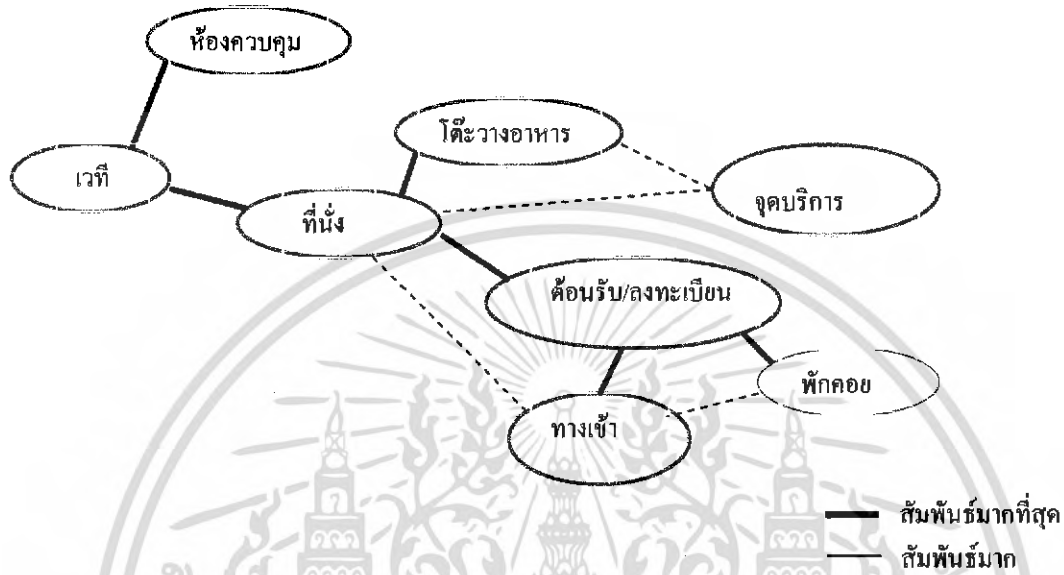 ห้องควบคุม
โต๊ะวางอาหาร
เวที
จุดบริการ
ที่นั่ง
ต้อนรับ/ลงทะเบียน
พักคอย
ทางเข้า
สัมพันธ์มากที่สุด
สัมพันธ์มาก